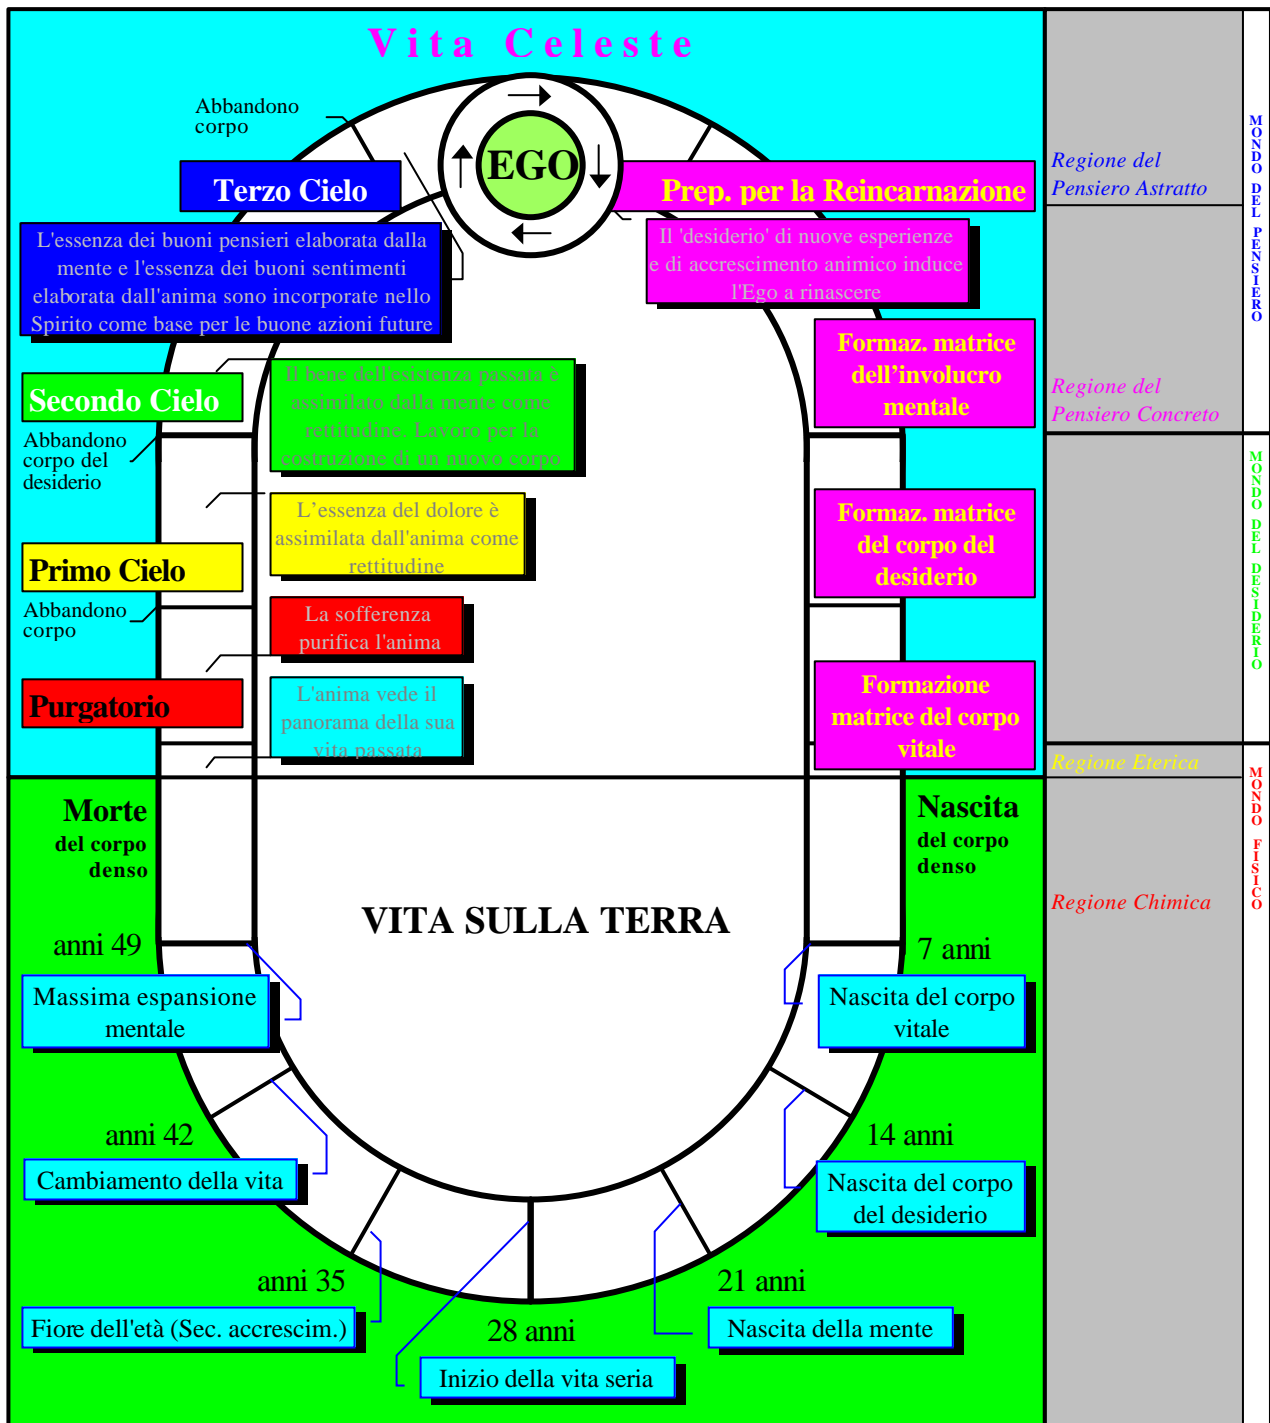 Vita Celeste
Abbandono
corpo
EGO
Terzo Cielo
Prep. per la Reincarnazione
L'essenza dei buoni pensieri elaborata dalla
mente e l'essenza dei buoni sentimenti
elaborata dall'anima sono incorporate nello
Spirito come base per le buone azioni future
Il 'desiderio' di nuove esperienze
e di accrescimento animico induce
l'Ego a rinascere
Formaz. matrice
dell’involucro
mentale
Secondo Cielo
Il bene dell'esistenza passata è
assimilato dalla mente come
rettitudine. Lavoro per la
costruzione di un nuovo corpo
Abbandono
corpo del
desiderio
L’essenza del dolore è
assimilata dall'anima come
rettitudine
Formaz. matrice
del corpo del
desiderio
Primo Cielo
Abbandono
corpo
La sofferenza
purifica l'anima
Purgatorio
L'anima vede il
panorama della sua
vita passata
Formazione
matrice del corpo
vitale
Morte
del corpo
denso
Nascita
del corpo
denso
VITA SULLA TERRA
anni 49
7 anni
Massima espansione
mentale
Nascita del corpo
vitale
anni 42
14 anni
Cambiamento della vita
Nascita del corpo
del desiderio
anni 35
21 anni
Fiore dell'età (Sec. accrescim.)
28 anni
Nascita della mente
Inizio della vita seria
Regione del
Pensiero Astratto
Regione del
Pensiero Concreto
Regione Eterica
Regione Chimica
MONDO DEL PENSIERO
MONDO DEL DESIDERIO
MONDO FISICO